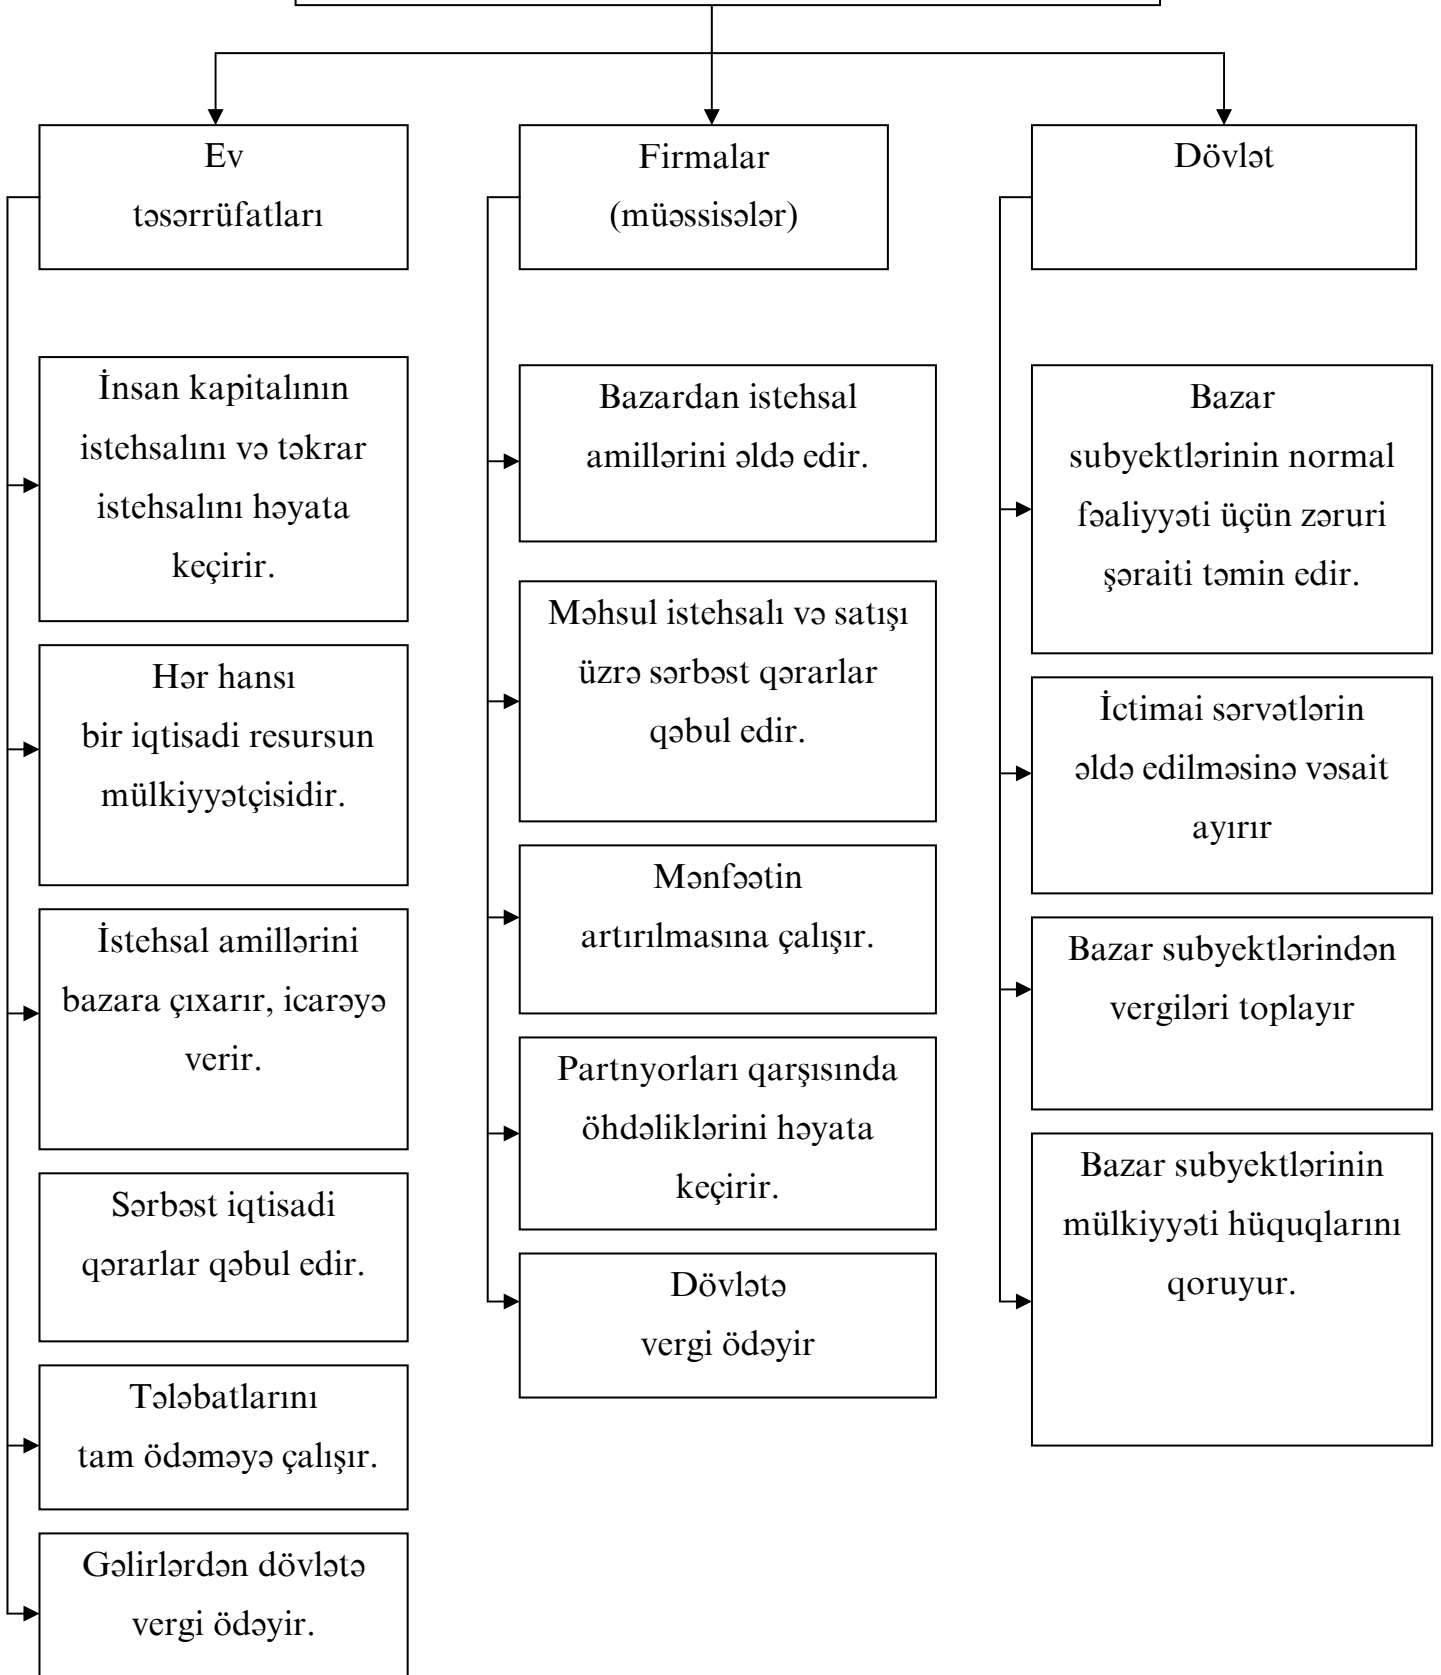 Ev
təsərrüfatları
İnsan kapitalının
istehsalını və təkrar
istehsalını həyata
keçirir.
Hər hansı
bir iqtisadi resursun
mülkiyyətçisidir.
İstehsal amillərini
bazara çıxarır, icarəyə
verir.
Sərbəst iqtisadi
qərarlar qəbul edir.
Tələbatlarını
tam ödəməyə çalışır.
Gəlirlərdən dövlətə
vergi ödəyir.
Firmalar
(müəssisələr)
Bazardan istehsal
amillərini əldə edir.
Məhsul istehsalı və satışı
üzrə sərbəst qərarlar
qəbul edir.
Mənfəətin
artırılmasına çalışır.
Partnyorları qarşısında
öhdəliklərini həyata
keçirir.
Dövlətə
vergi ödəyir
Dövlət
Bazar
subyektlərinin normal
fəaliyyəti üçün zəruri
şəraiti təmin edir.
İctimai sərvətlərin
əldə edilməsinə vəsait
ayırır
Bazar subyektlərindən
vergiləri toplayır
Bazar subyektlərinin
mülkiyyəti hüquqlarını
qoruyur.